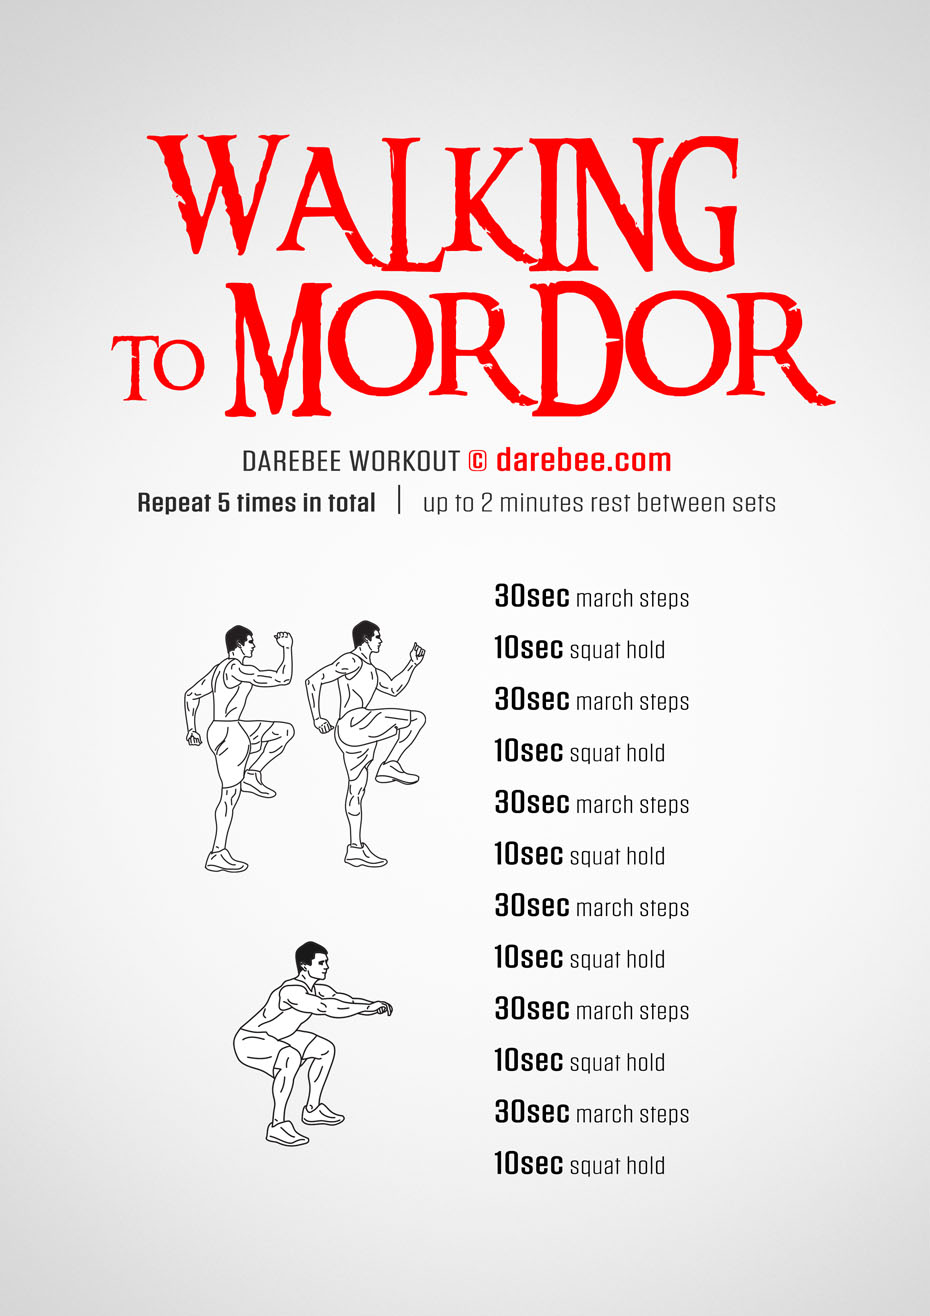 WALKING
TO MORDOR
DAREBEE WORKOUT © darebee.com
Repeat 5 times in total | up to 2 minutes rest between sets
30sec march steps
10sec squat hold
30sec march steps
10sec squat hold
30sec march steps
10sec squat hold
30sec march steps
10sec squat hold
30sec march steps
10sec squat hold
30sec march steps
10sec squat hold